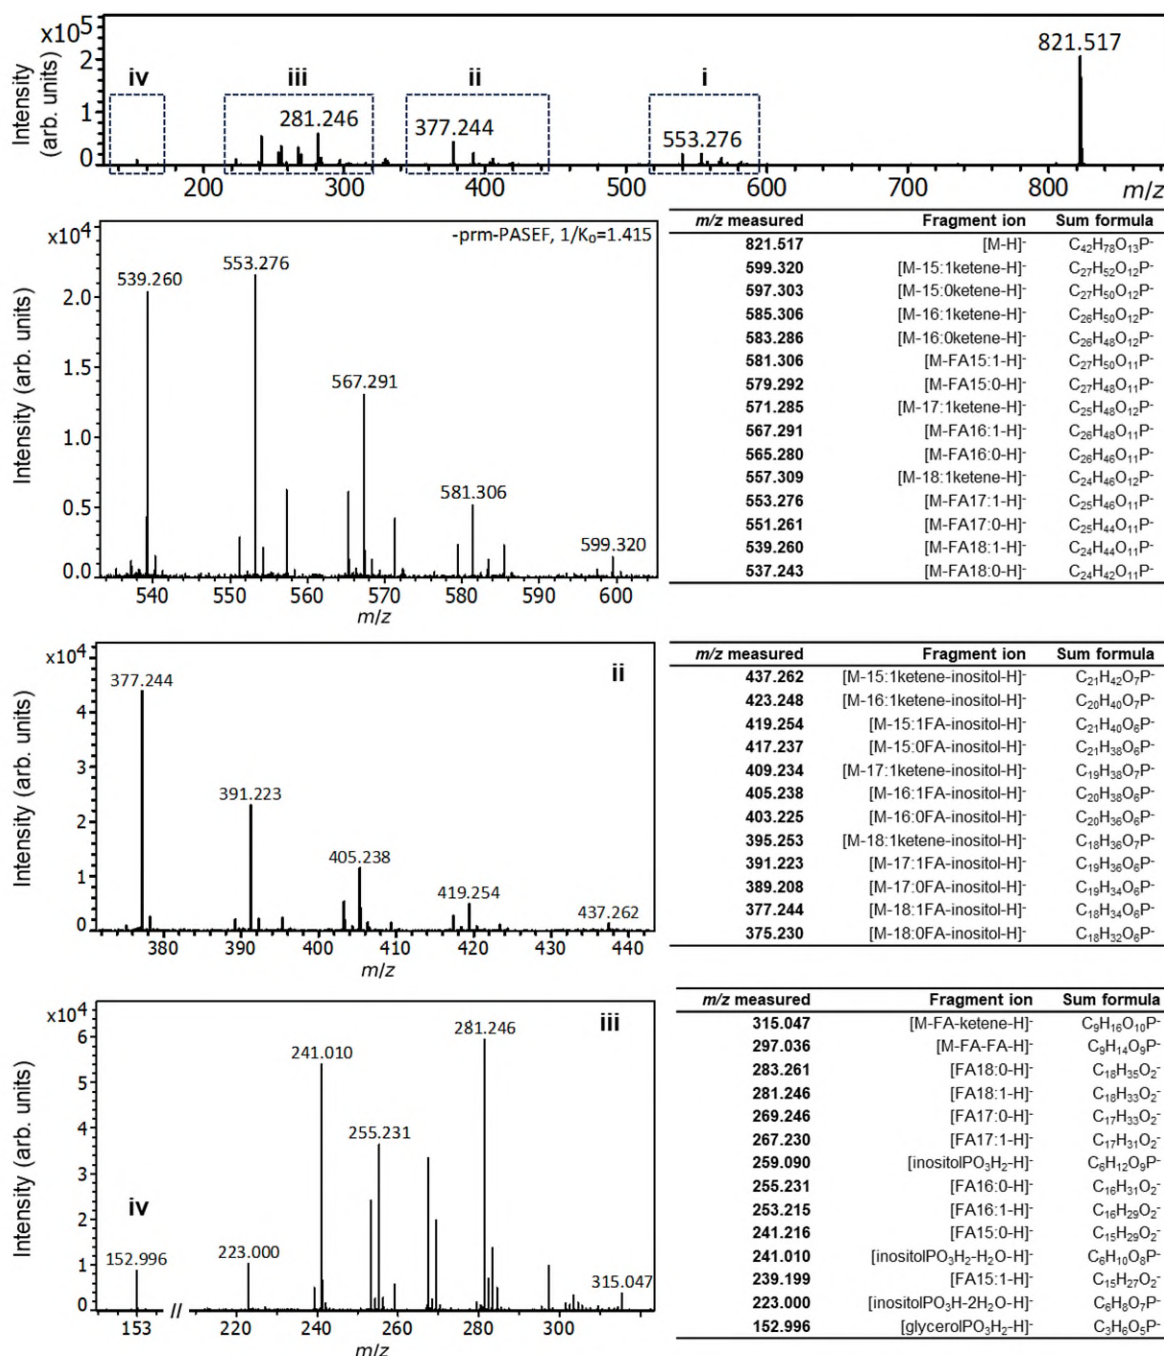 x10⁵
Intensity
(arb. units)
2
1
0
iv
iii
ii
i
281.246
377.244
553.276
821.517
200 300 400 500 600 700 800 m/z
x10⁴
-prm-PASEF, 1/K₀=1.415
Intensity (arb. units)
2.0
1.5
1.0
0.5
0.0
539.260
553.276
567.291
581.306
599.320
540 550 560 570 580 590 600
m/z
m/z measured Fragment ion Sum formula
821.517 [M-H]⁻ C₄₂H₇₈O₁₃P⁻
599.320 [M-15:1ketene-H]⁻ C₂₇H₅₂O₁₂P⁻
597.303 [M-15:0ketene-H]⁻ C₂₇H₅₀O₁₂P⁻
585.306 [M-16:1ketene-H]⁻ C₂₆H₅₀O₁₂P⁻
583.286 [M-16:0ketene-H]⁻ C₂₆H₄₈O₁₂P⁻
581.306 [M-FA15:1-H]⁻ C₂₇H₅₀O₁₁P⁻
579.292 [M-FA15:0-H]⁻ C₂₇H₄₈O₁₁P⁻
571.285 [M-17:1ketene-H]⁻ C₂₅H₄₈O₁₂P⁻
567.291 [M-FA16:1-H]⁻ C₂₆H₄₈O₁₁P⁻
565.280 [M-FA16:0-H]⁻ C₂₆H₄₆O₁₁P⁻
557.309 [M-18:1ketene-H]⁻ C₂₄H₄₆O₁₂P⁻
553.276 [M-FA17:1-H]⁻ C₂₅H₄₆O₁₁P⁻
551.261 [M-FA17:0-H]⁻ C₂₅H₄₄O₁₁P⁻
539.260 [M-FA18:1-H]⁻ C₂₄H₄₄O₁₁P⁻
537.243 [M-FA18:0-H]⁻ C₂₄H₄₂O₁₁P⁻
x10⁴
ii
Intensity (arb. units)
4
3
2
1
0
377.244
391.223
405.238
419.254
437.262
380 390 400 410 420 430 440
m/z
m/z measured Fragment ion Sum formula
437.262 [M-15:1ketene-inositol-H]⁻ C₂₁H₄₂O₇P⁻
423.248 [M-16:1ketene-inositol-H]⁻ C₂₀H₄₀O₇P⁻
419.254 [M-15:1FA-inositol-H]⁻ C₂₁H₄₀O₆P⁻
417.237 [M-15:0FA-inositol-H]⁻ C₂₁H₃₈O₆P⁻
409.234 [M-17:1ketene-inositol-H]⁻ C₁₉H₃₈O₇P⁻
405.238 [M-16:1FA-inositol-H]⁻ C₂₀H₃₈O₆P⁻
403.225 [M-16:0FA-inositol-H]⁻ C₂₀H₃₆O₆P⁻
395.253 [M-18:1ketene-inositol-H]⁻ C₁₈H₃₆O₇P⁻
391.223 [M-17:1FA-inositol-H]⁻ C₁₉H₃₆O₆P⁻
389.208 [M-17:0FA-inositol-H]⁻ C₁₉H₃₄O₆P⁻
377.244 [M-18:1FA-inositol-H]⁻ C₁₈H₃₄O₆P⁻
375.230 [M-18:0FA-inositol-H]⁻ C₁₈H₃₂O₆P⁻
x10⁴
iii
iv
Intensity (arb. units)
6
5
4
3
2
1
0
152.996
223.000
241.010
255.231
281.246
315.047
153 // 220 240 260 280 300
m/z
m/z measured Fragment ion Sum formula
315.047 [M-FA-ketene-H]⁻ C₉H₁₆O₁₀P⁻
297.036 [M-FA-FA-H]⁻ C₉H₁₄O₉P⁻
283.261 [FA18:0-H]⁻ C₁₈H₃₅O₂⁻
281.246 [FA18:1-H]⁻ C₁₈H₃₃O₂⁻
269.246 [FA17:0-H]⁻ C₁₇H₃₃O₂⁻
267.230 [FA17:1-H]⁻ C₁₇H₃₁O₂⁻
259.090 [inositolPO₃H₂-H]⁻ C₆H₁₂O₉P⁻
255.231 [FA16:0-H]⁻ C₁₆H₃₁O₂⁻
253.215 [FA16:1-H]⁻ C₁₆H₂₉O₂⁻
241.216 [FA15:0-H]⁻ C₁₅H₂₉O₂⁻
241.010 [inositolPO₃H₂-H₂O-H]⁻ C₆H₁₀O₈P⁻
239.199 [FA15:1-H]⁻ C₁₅H₂₇O₂⁻
223.000 [inositolPO₃H-2H₂O-H]⁻ C₆H₈O₇P⁻
152.996 [glycerolPO₃H₂-H]⁻ C₃H₆O₅P⁻